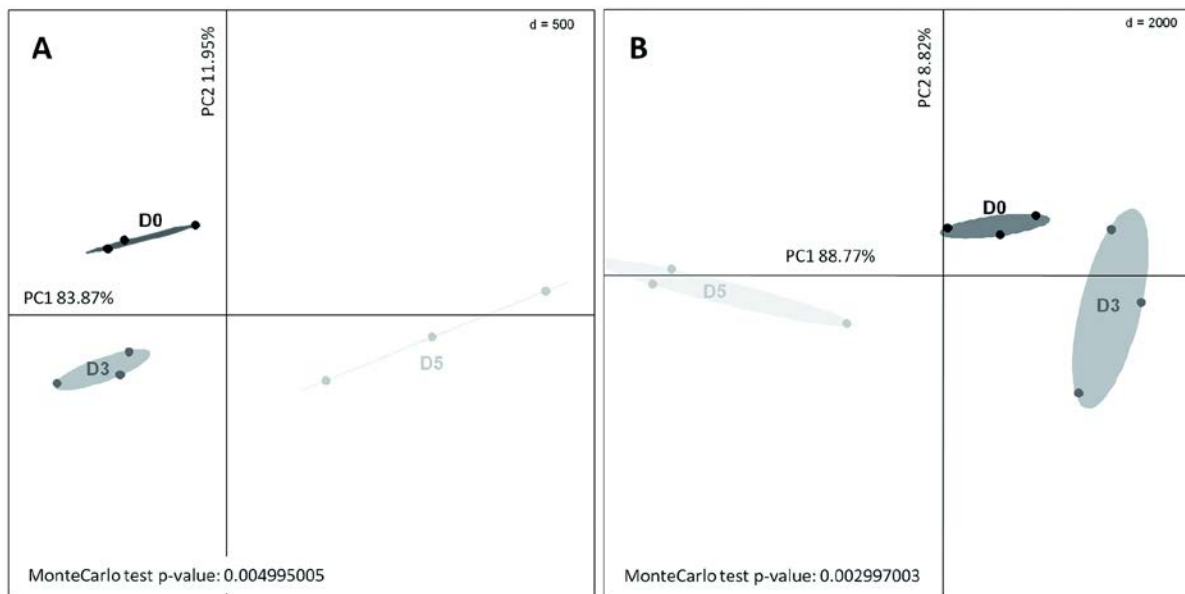 A
d = 500
PC2 11.95%
D0
PC1 83.87%
D3
D5
MonteCarlo test p-value: 0.004995005
B
d = 2000
PC2 8.82%
D0
PC1 88.77%
D5
D3
MonteCarlo test p-value: 0.002997003